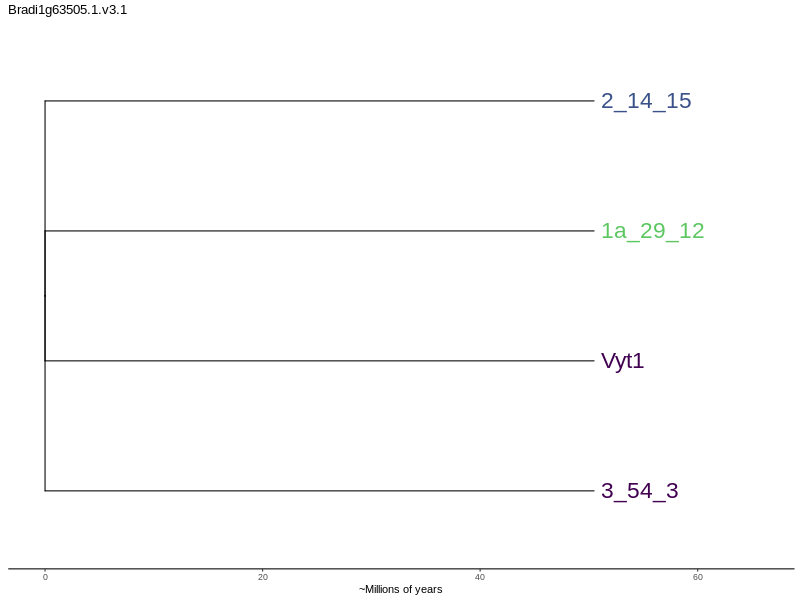 Bradi1g63505.1.v3.1
2_14_15
1a_29_12
Vyt1
3_54_3
0 20 40 60
~Millions of years